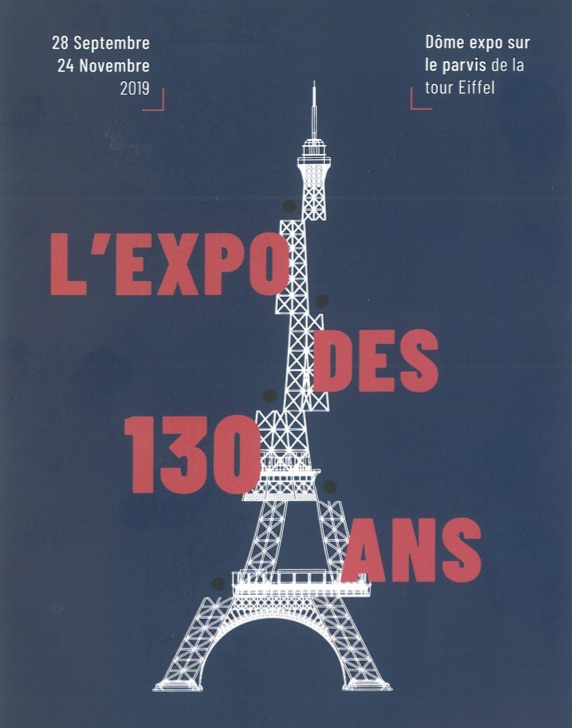 28 Septembre
24 Novembre
2019
Dôme expo sur
le parvis de la
tour Eiffel
L'EXPO
DES
130
ANS